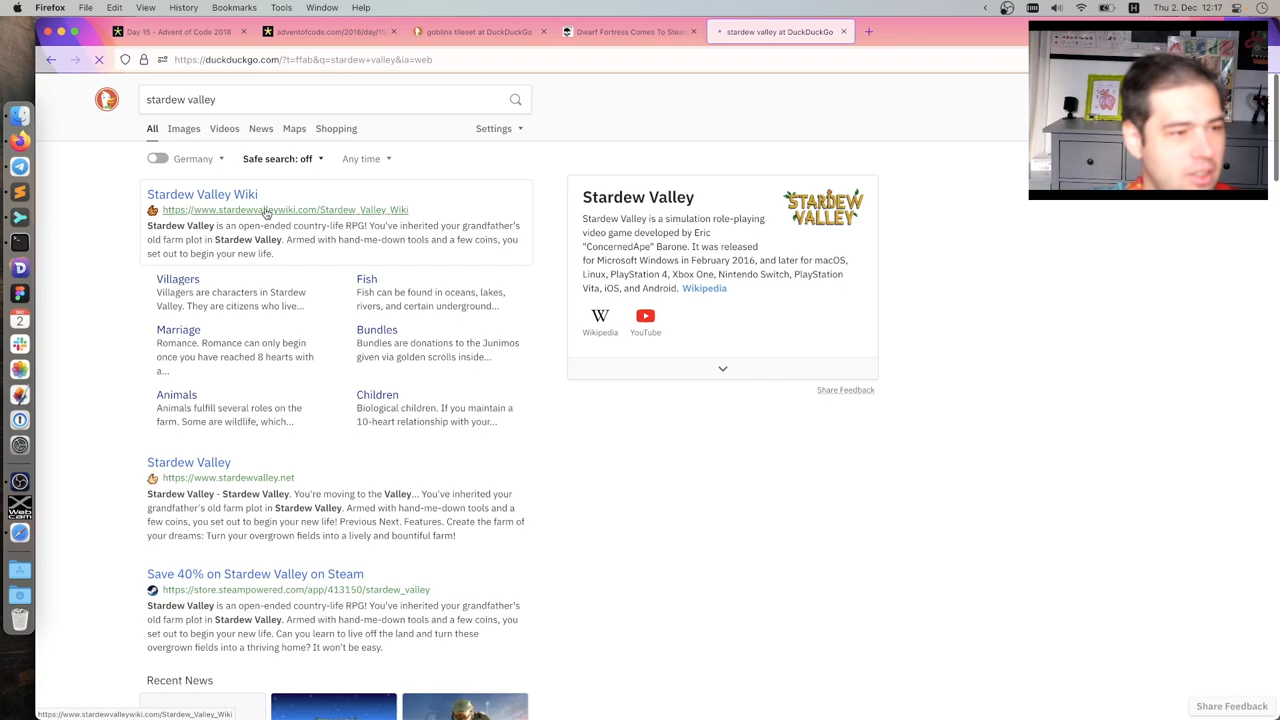 Firefox File Edit View History Bookmarks Tools Window Help
Day 15 - Advent of Code 2018
adventofcode.com/2018/day/15
goblins tileset at DuckDuckGo
Dwarf Fortress Comes To Steam
stardew valley at DuckDuckGo
https://duckduckgo.com/?t=ffab&q=stardew+valley&ia=web
stardew valley
All Images Videos News Maps Shopping Settings
Germany Safe search: off Any time
Stardew Valley Wiki
https://www.stardewvalleywiki.com/Stardew_Valley_Wiki
Stardew Valley is an open-ended country-life RPG! You've inherited your grandfather's
old farm plot in Stardew Valley. Armed with hand-me-down tools and a few coins, you
set out to begin your new life.
Villagers
Villagers are characters in Stardew
Valley. They are citizens who live...
Fish
Fish can be found in oceans, lakes,
rivers, and certain underground...
Marriage
Romance. Romance can only begin
once you have reached 8 hearts with
a...
Bundles
Bundles are donations to the Junimos
given via golden scrolls inside...
Animals
Animals fulfill several roles on the
farm. Some are wildlife, which...
Children
Biological children. If you maintain a
10-heart relationship with your...
Stardew Valley
https://www.stardewvalley.net
Stardew Valley - Stardew Valley. You're moving to the Valley... You've inherited your
grandfather's old farm plot in Stardew Valley. Armed with hand-me-down tools and a
few coins, you set out to begin your new life! Previous Next. Features. Create the farm of
your dreams: Turn your overgrown fields into a lively and bountiful farm!
Save 40% on Stardew Valley on Steam
https://store.steampowered.com/app/413150/stardew_valley
Stardew Valley is an open-ended country-life RPG! You've inherited your grandfather's
old farm plot in Stardew Valley. Armed with hand-me-down tools and a few coins, you
set out to begin your new life. Can you learn to live off the land and turn these
overgrown fields into a thriving home? It won't be easy.
Recent News
Stardew Valley
STARDEW
VALLEY
Stardew Valley is a simulation role-playing
video game developed by Eric
"ConcernedApe" Barone. It was released
for Microsoft Windows in February 2016, and later for macOS,
Linux, PlayStation 4, Xbox One, Nintendo Switch, PlayStation
Vita, iOS, and Android. Wikipedia
W
Wikipedia YouTube
Share Feedback
DEC
2
X
Web
cam
https://www.stardewvalleywiki.com/Stardew_Valley_Wiki
Share Feedback